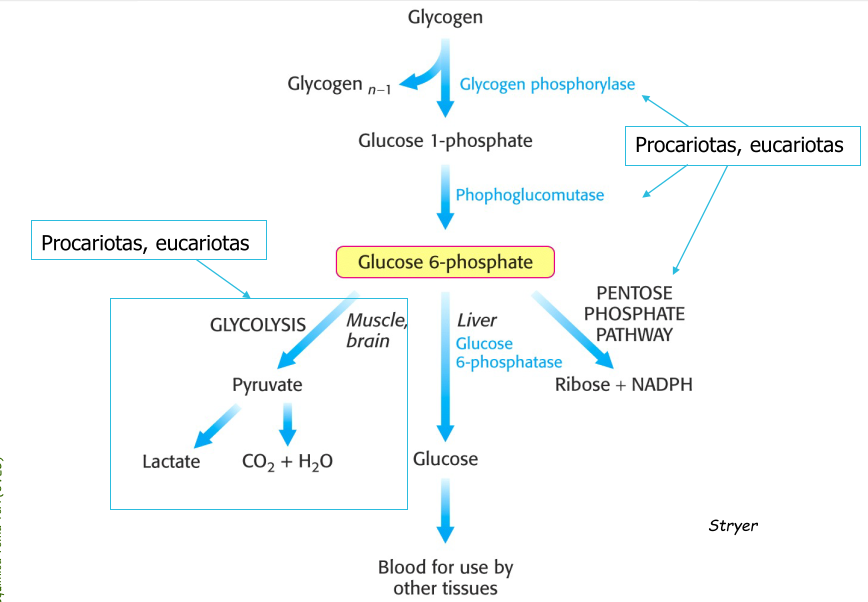 Glycogen
Glycogen n–1
Glycogen phosphorylase
Glucose 1-phosphate
Procariotas, eucariotas
Phophoglucomutase
Procariotas, eucariotas
Glucose 6-phosphate
GLYCOLYSIS
Muscle,
brain
Liver
Glucose
6-phosphatase
PENTOSE
PHOSPHATE
PATHWAY
Pyruvate
Ribose + NADPH
Lactate
CO2 + H2O
Glucose
Stryer
Blood for use by
other tissues